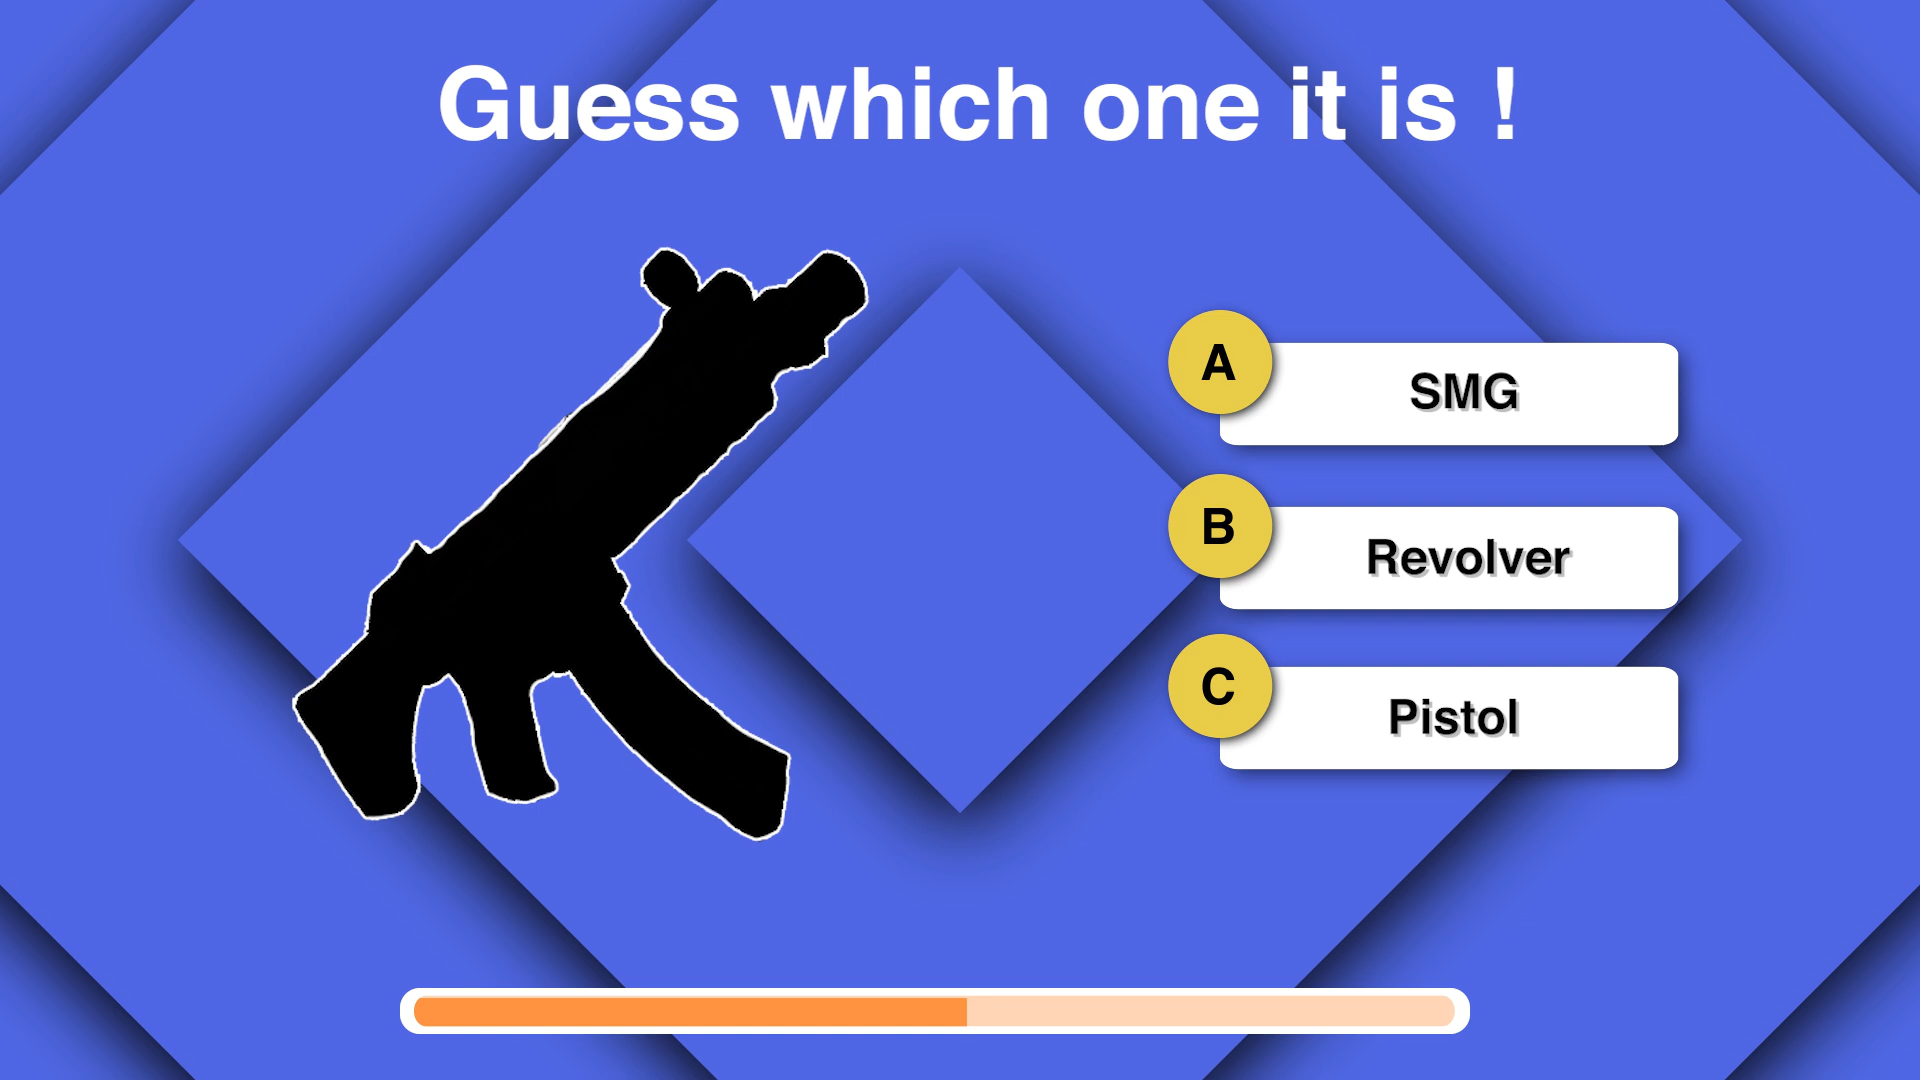 Guess which one it is !
A
SMG
B
Revolver
C
Pistol